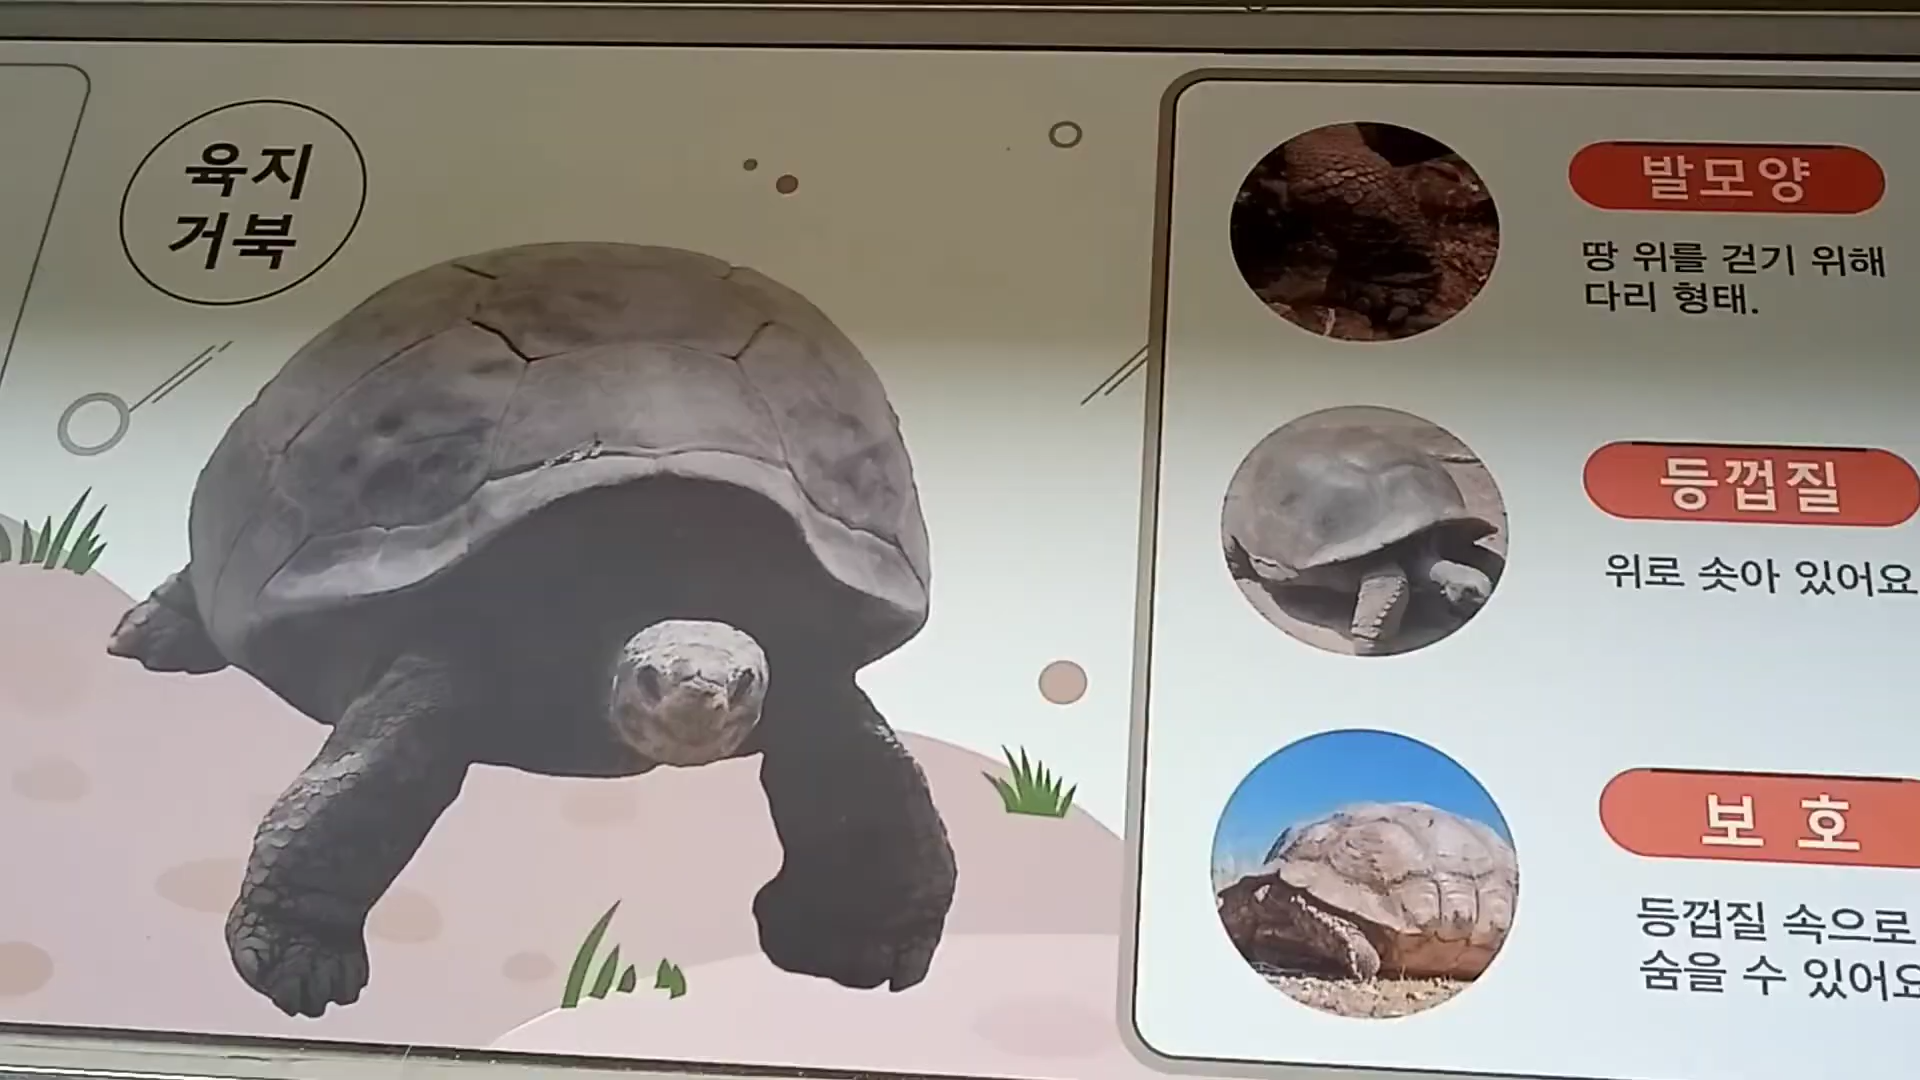 육지
거북
발모양
땅 위를 걷기 위해
다리 형태.
등껍질
위로 솟아 있어요
보호
등껍질 속으로
숨을 수 있어요